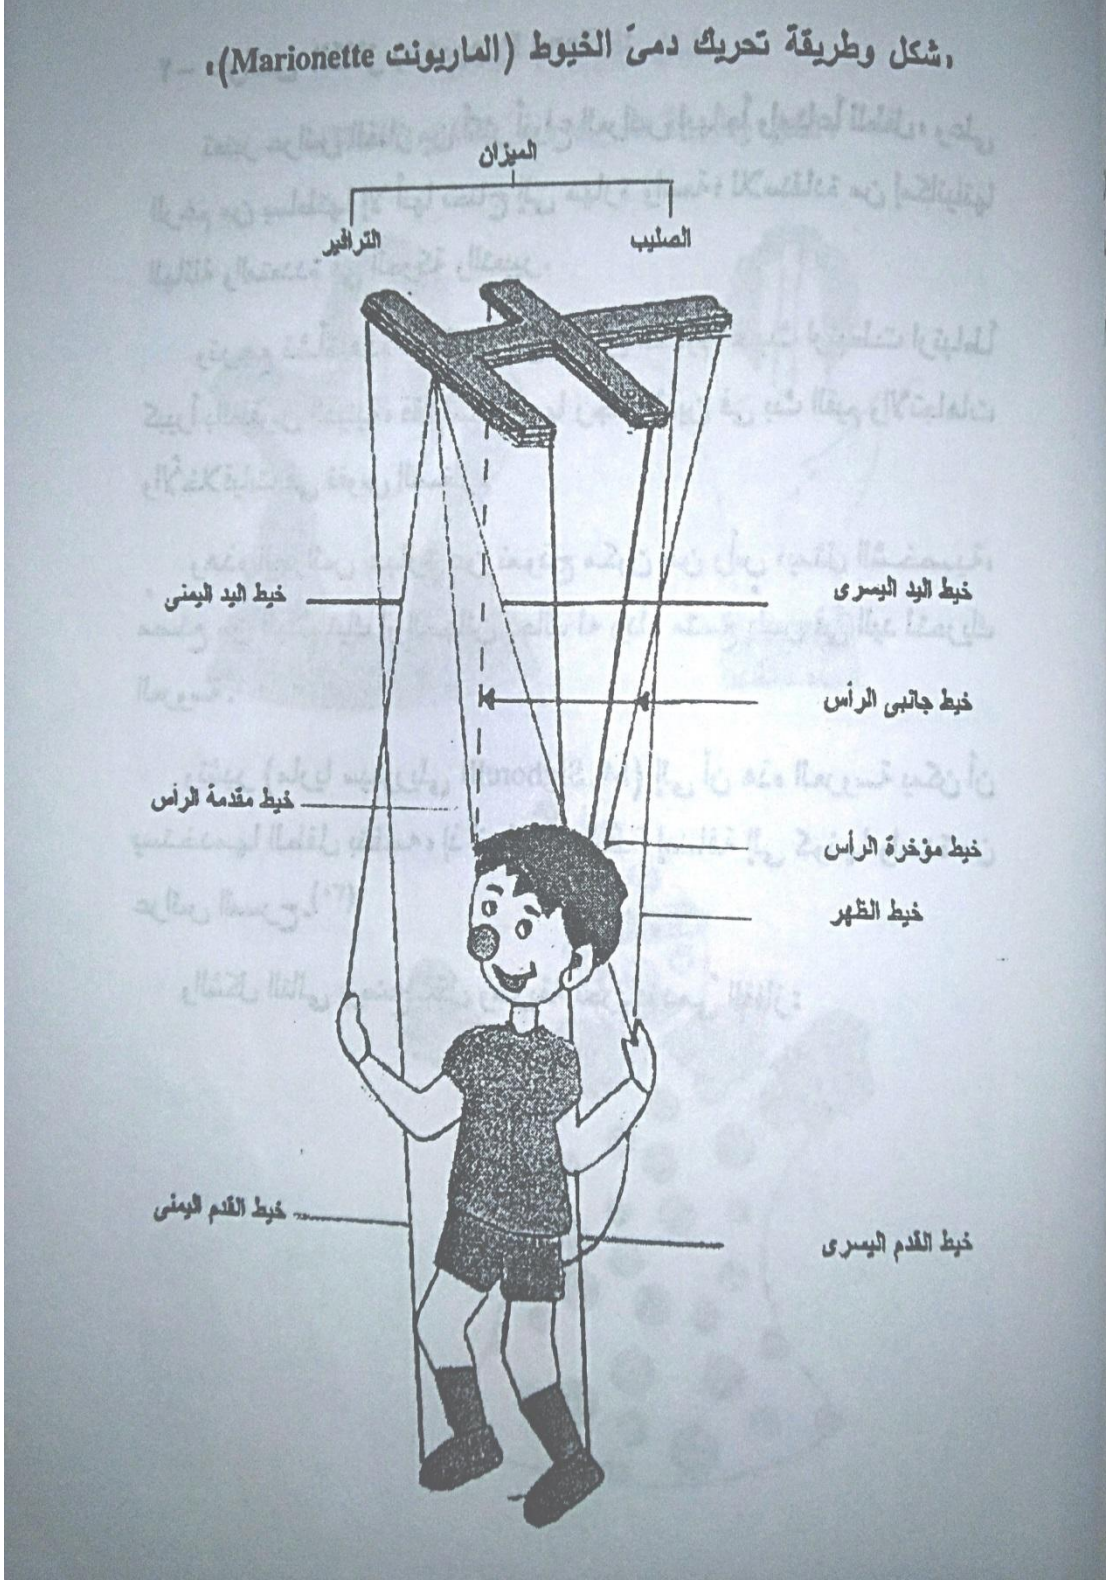 «شكل وطريقة تحريك دمىّ الخيوط (الماريونت Marionette)»
الميزان
الصليب
الترافير
خيط اليد اليسرى
خيط اليد اليمنى
خيط جانبى الرأس
خيط مقدمة الرأس
خيط مؤخرة الرأس
خيط الظهر
خيط القدم اليمنى
خيط القدم اليسرى